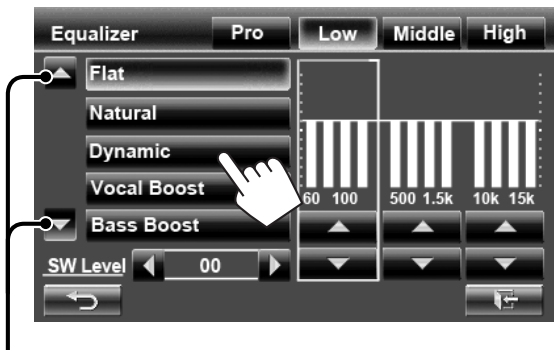 Equalizer Pro Low Middle High
Flat
Natural
Dynamic
Vocal Boost
60 100 500 1.5k 10k 15k
Bass Boost
SW Level 00